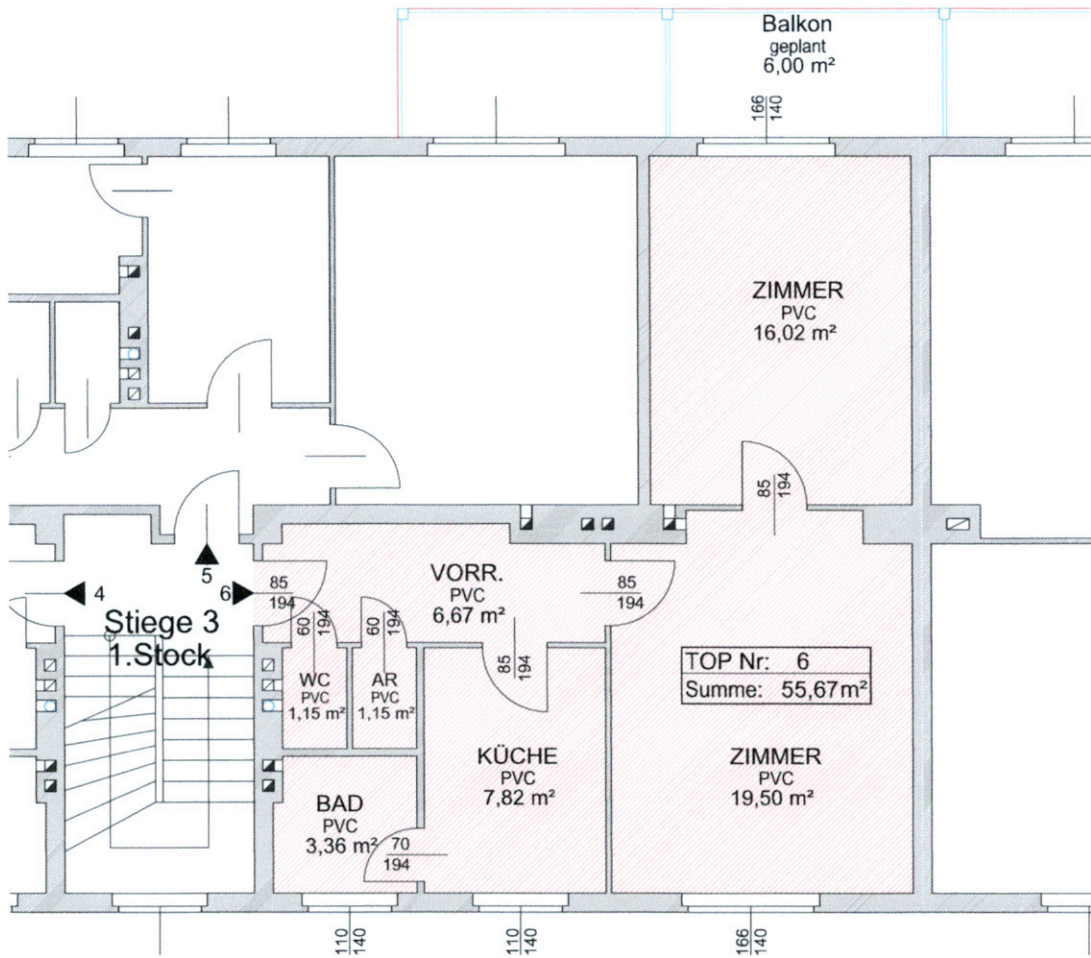 Balkon
geplant
6,00 m²
166
140
ZIMMER
PVC
16,02 m²
85
194
4
5
6
Stiege 3
1.Stock
85
194
VORR.
PVC
6,67 m²
85
194
60
194
60
194
85
194
WC
PVC
1,15 m²
AR
PVC
1,15 m²
TOP Nr: 6
Summe: 55,67m²
KÜCHE
PVC
7,82 m²
ZIMMER
PVC
19,50 m²
BAD
PVC
3,36 m²
70
194
110
140
110
140
166
140